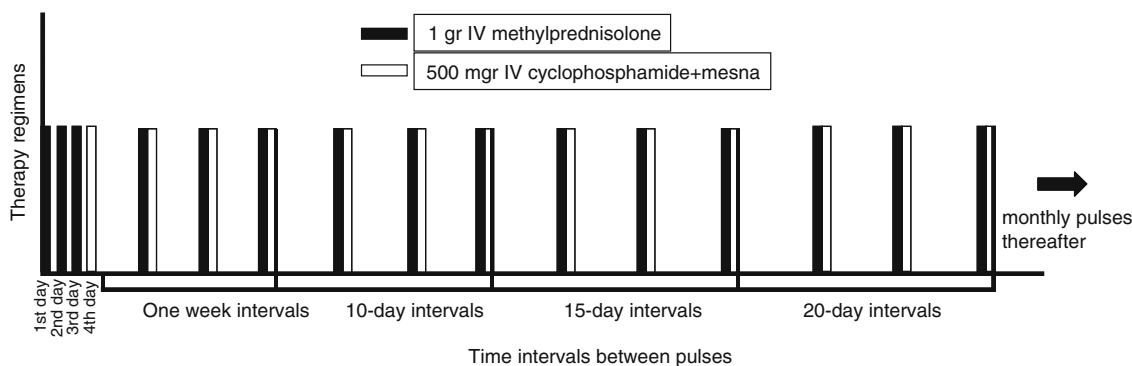 1 gr IV methylprednisolone
500 mgr IV cyclophosphamide+mesna
Therapy regimens
monthly pulses
thereafter
1st day
2nd day
3rd day
4th day
One week intervals
10-day intervals
15-day intervals
20-day intervals
Time intervals between pulses